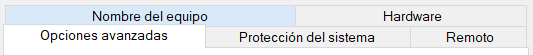 Nombre del equipo Hardware
Opciones avanzadas Protección del sistema Remoto